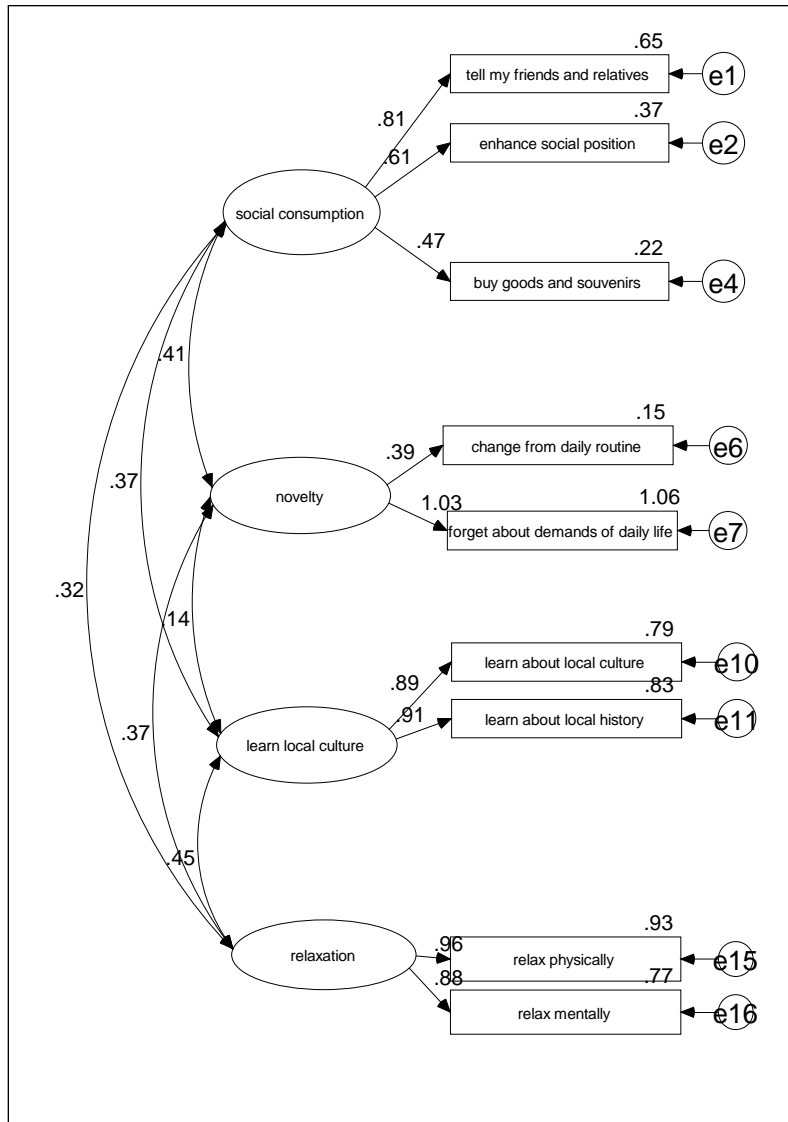 .65
tell my friends and relatives
e1
.81
.37
enhance social position
e2
.61
social consumption
.47
.22
buy goods and souvenirs
e4
.41
.15
change from daily routine
e6
.39
.37
novelty
1.03
1.06
forget about demands of daily life
e7
.32
.14
.79
learn about local culture
e10
.89
.83
learn about local history
e11
.91
.37
learn local culture
.45
.93
relaxation
.96
relax physically
e15
.88
.77
relax mentally
e16